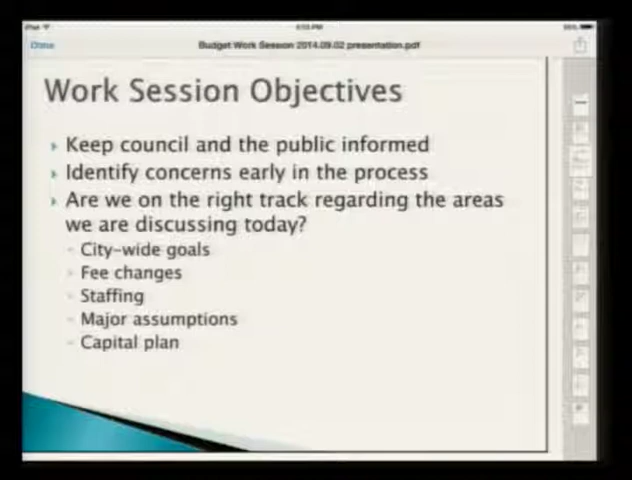 iPad
Done
Budget Work Session 2014.09.02 presentation.pdf
Work Session Objectives
Keep council and the public informed
Identify concerns early in the process
Are we on the right track regarding the areas
we are discussing today?
City-wide goals
Fee changes
Staffing
Major assumptions
Capital plan